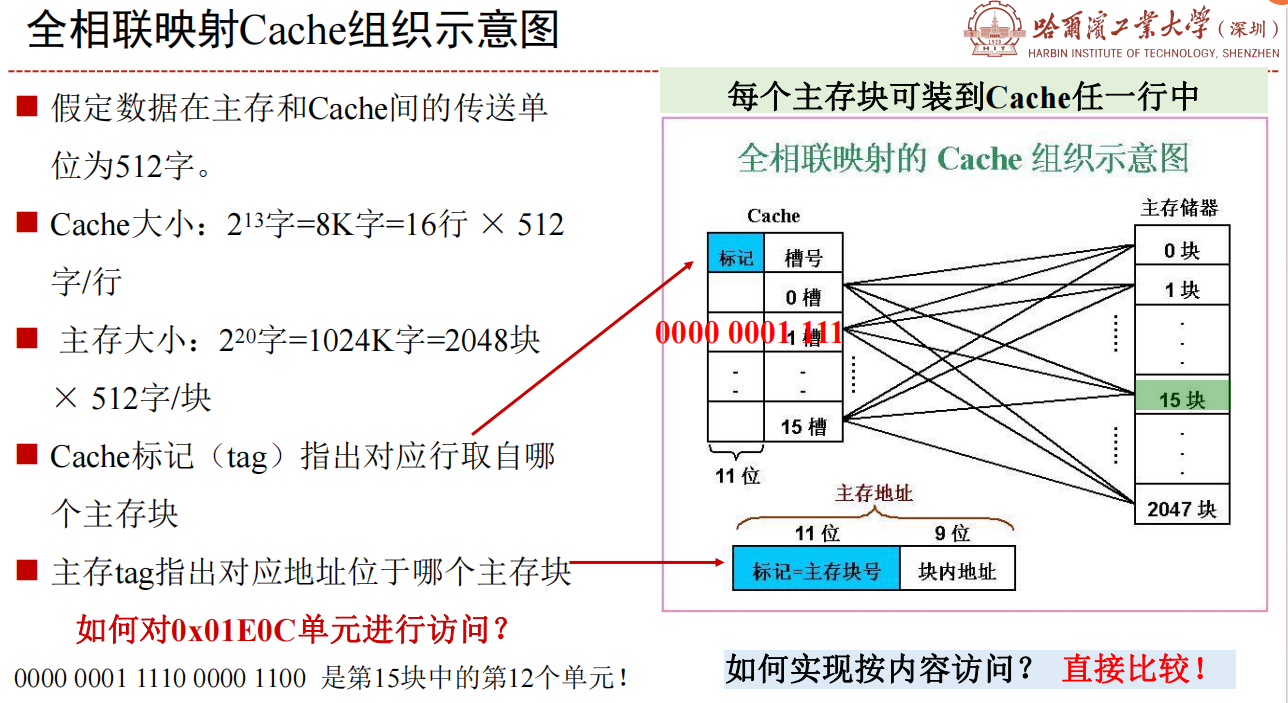 全相联映射Cache组织示意图
哈尔滨工业大学(深圳)
HARBIN INSTITUTE OF TECHNOLOGY, SHENZHEN
HIT
1920
假定数据在主存和Cache间的传送单
位为512字。
Cache大小：2¹³字=8K字=16行 × 512
字/行
主存大小：2²⁰字=1024K字=2048块
× 512字/块
Cache标记（tag）指出对应行取自哪
个主存块
主存tag指出对应地址位于哪个主存块
如何对0x01E0C单元进行访问？
0000 0001 1110 0000 1100 是第15块中的第12个单元！
每个主存块可装到Cache任一行中
全相联映射的 Cache 组织示意图
Cache
标记 槽号
0 槽
0000 0001 111
1 槽
15 槽
11 位
主存储器
0 块
1 块
15 块
2047 块
主存地址
11 位 9 位
标记=主存块号 块内地址
如何实现按内容访问？ 直接比较！